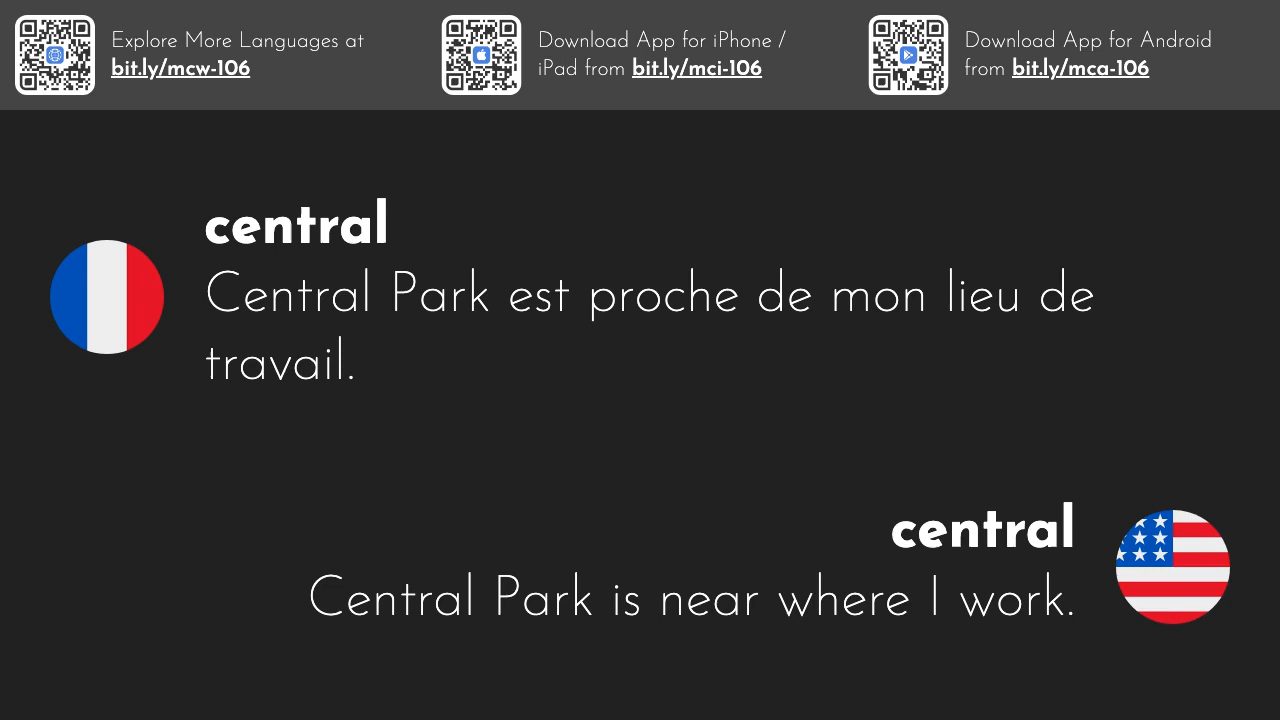 Explore More Languages at
bit.ly/mcw-106
Download App for iPhone /
iPad from bit.ly/mci-106
Download App for Android
from bit.ly/mca-106
central
Central Park est proche de mon lieu de
travail.
central
Central Park is near where I work.